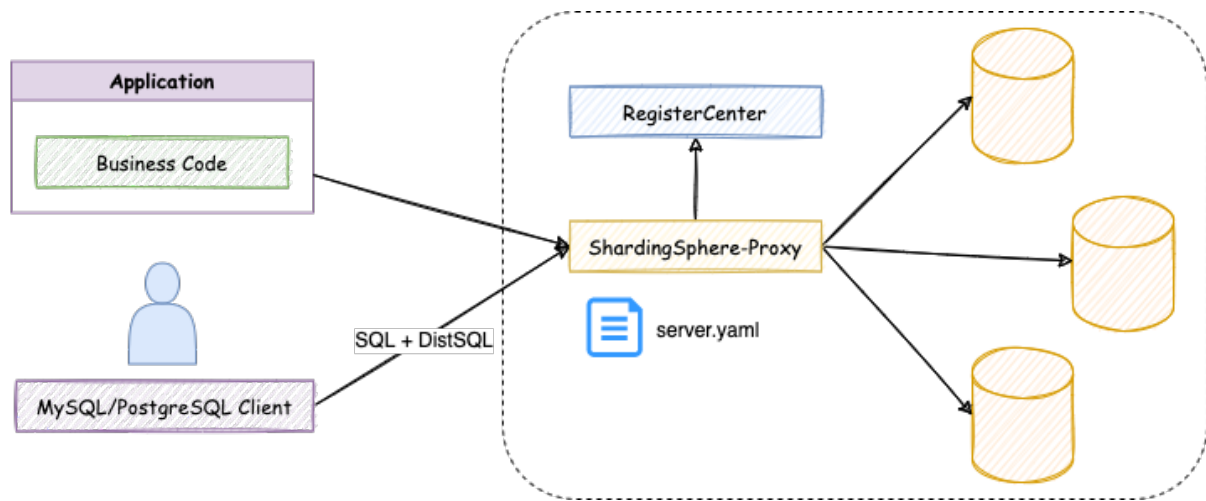 Application
Business Code
RegisterCenter
ShardingSphere-Proxy
SQL + DistSQL
server.yaml
MySQL/PostgreSQL Client